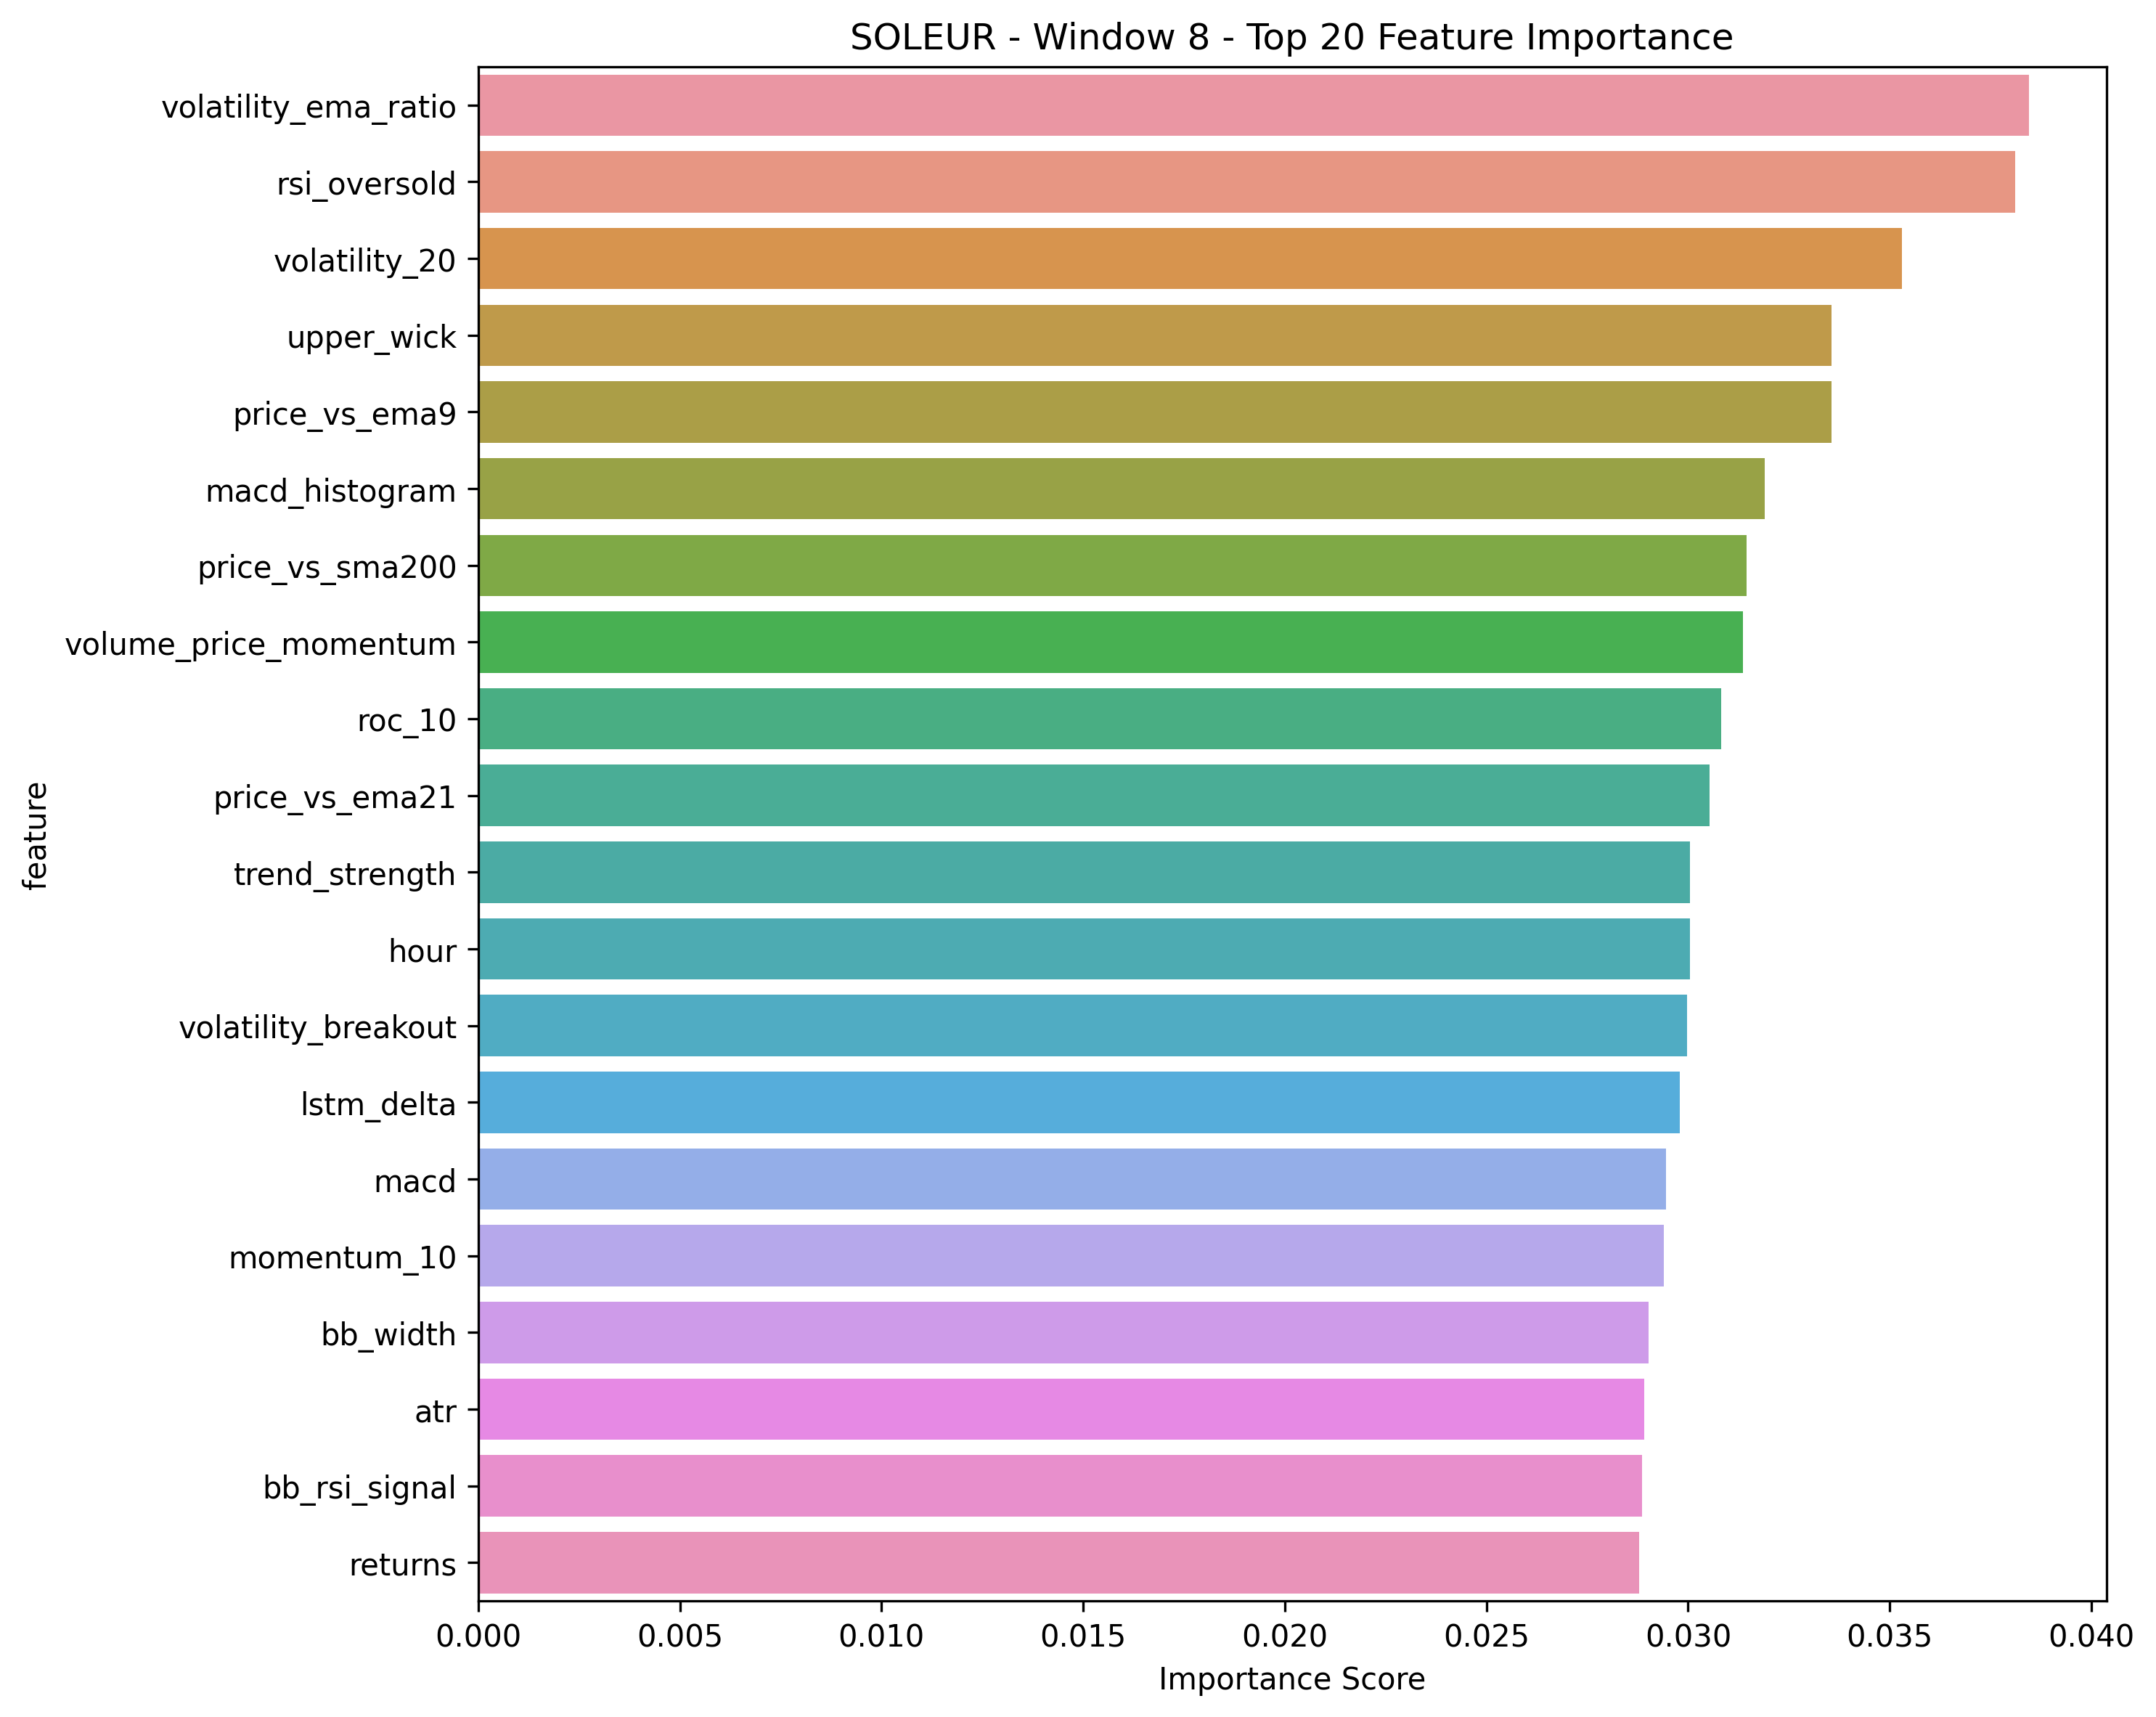 SOLEUR - Window 8 - Top 20 Feature Importance
volatility_ema_ratio
rsi_oversold
volatility_20
upper_wick
price_vs_ema9
macd_histogram
price_vs_sma200
volume_price_momentum
roc_10
price_vs_ema21
trend_strength
hour
volatility_breakout
lstm_delta
macd
momentum_10
bb_width
atr
bb_rsi_signal
returns
feature
0.000 0.005 0.010 0.015 0.020 0.025 0.030 0.035 0.040
Importance Score